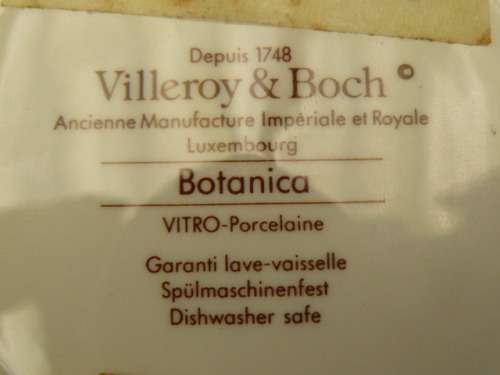 Depuis 1748
Villeroy & Boch ©
Ancienne Manufacture Impériale et Royale
Luxembourg
Botanica
VITRO-Porcelaine
Garanti lave-vaisselle
Spülmaschinenfest
Dishwasher safe